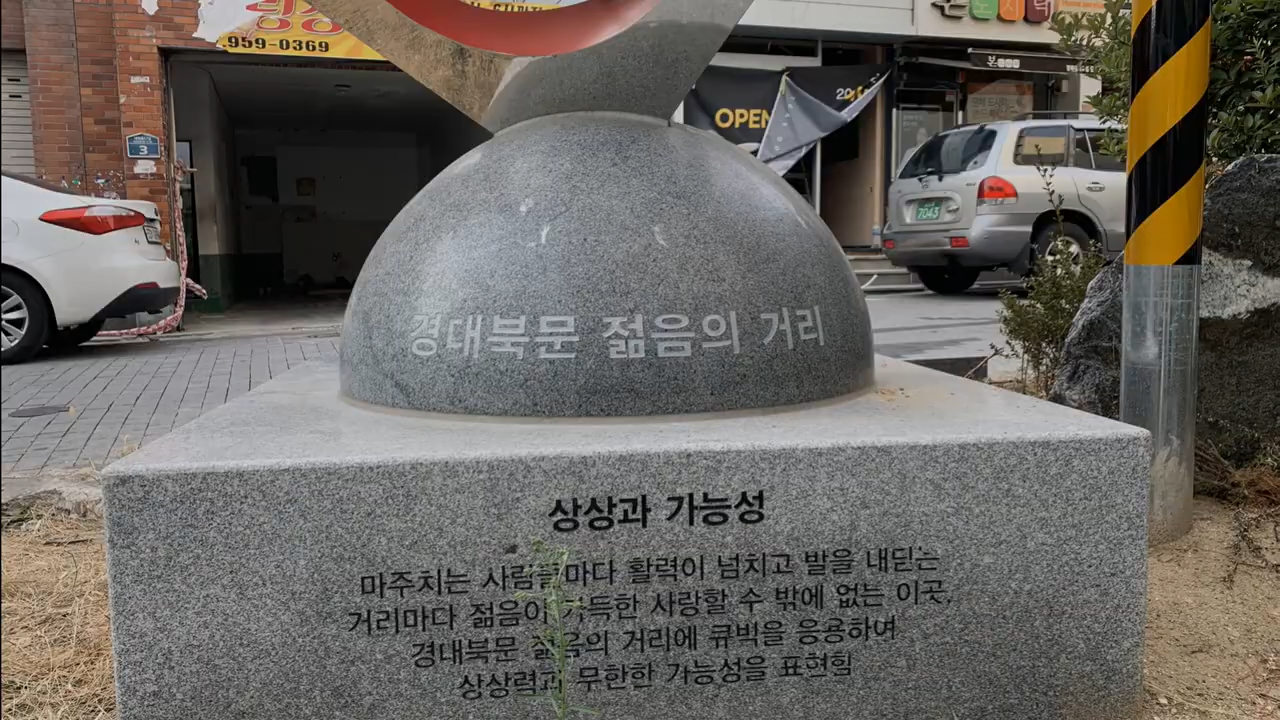 959-0369
3
OPEN
20
본
7043
경대북문 젊음의 거리
상상과 가능성
마주치는 사람들마다 활력이 넘치고 발을 내딛는
거리마다 젊음이 가득한 사랑할 수 밖에 없는 이곳,
경대북문 젊음의 거리에 큐빅을 응용하여
상상력과 무한한 가능성을 표현함